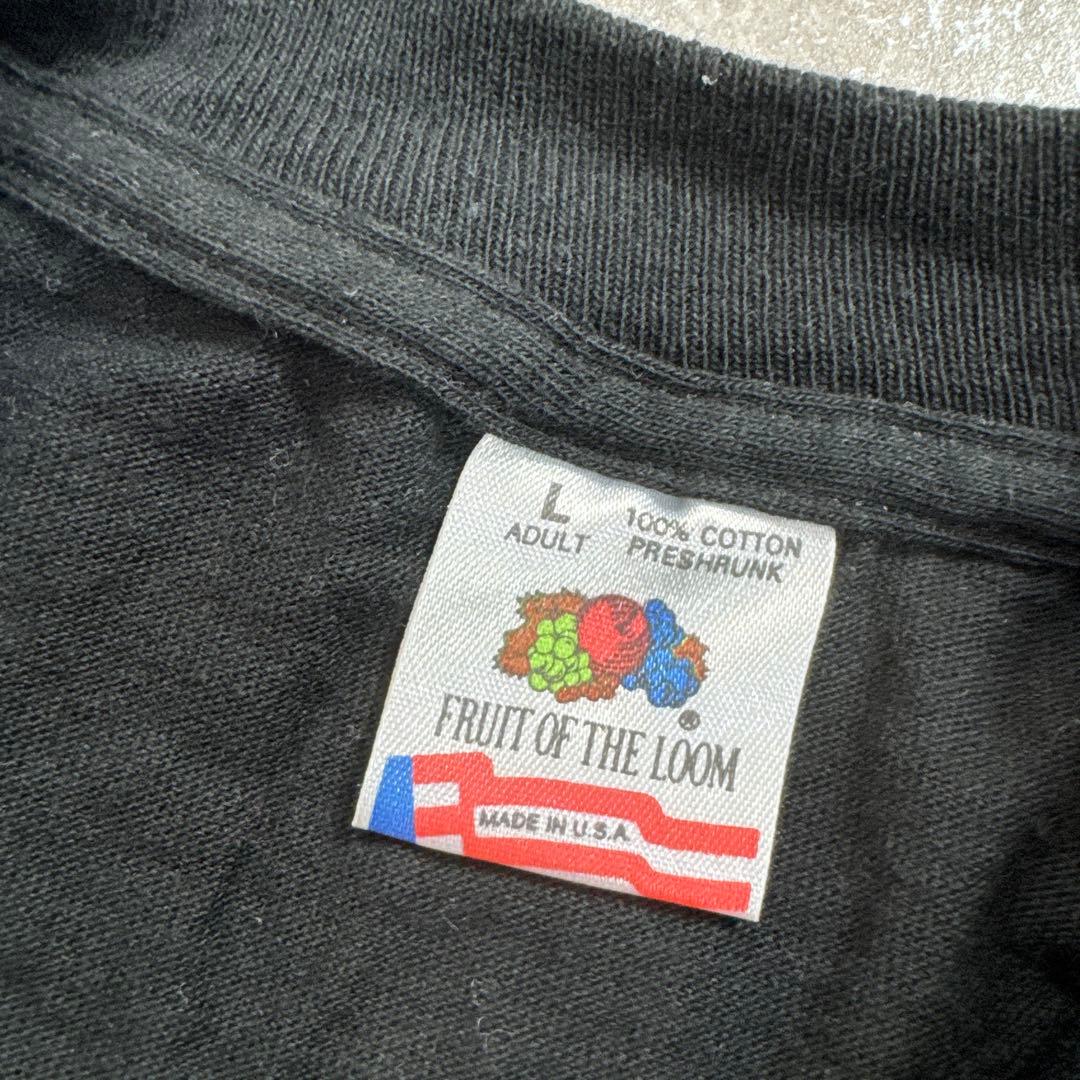 L
ADULT
100% COTTON
PRESHRUNK
®
FRUIT OF THE LOOM
MADE IN U.S.A.